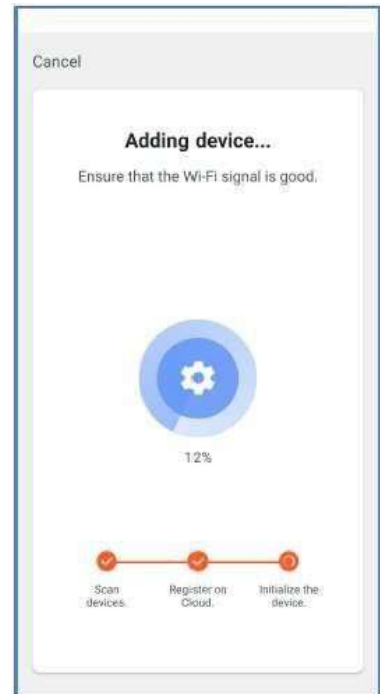 Cancel
Adding device...
Ensure that the Wi-Fi signal is good.
12%
Scan
devices.
Register on
Cloud.
Initialize the
device.